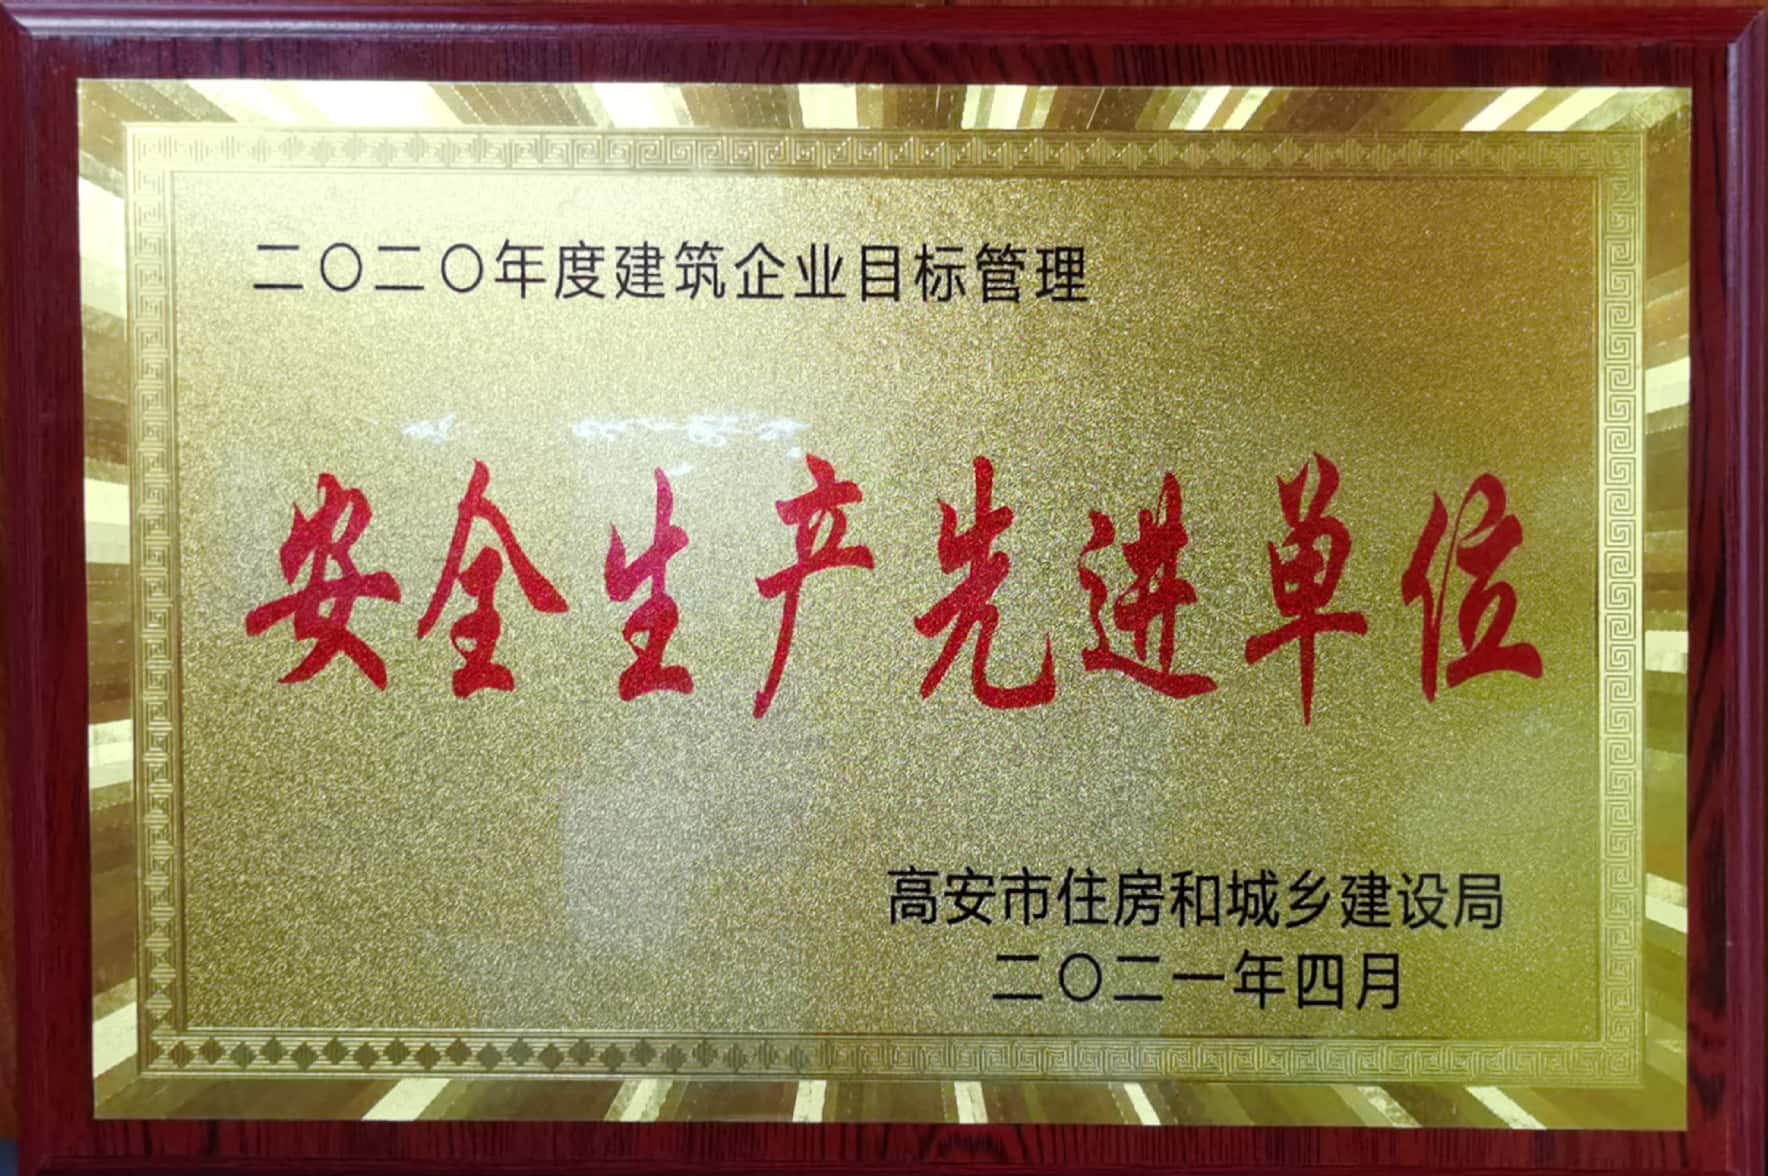 二〇二〇年度建筑企业目标管理
安全生产先进单位
高安市住房和城乡建设局
二〇二一年四月